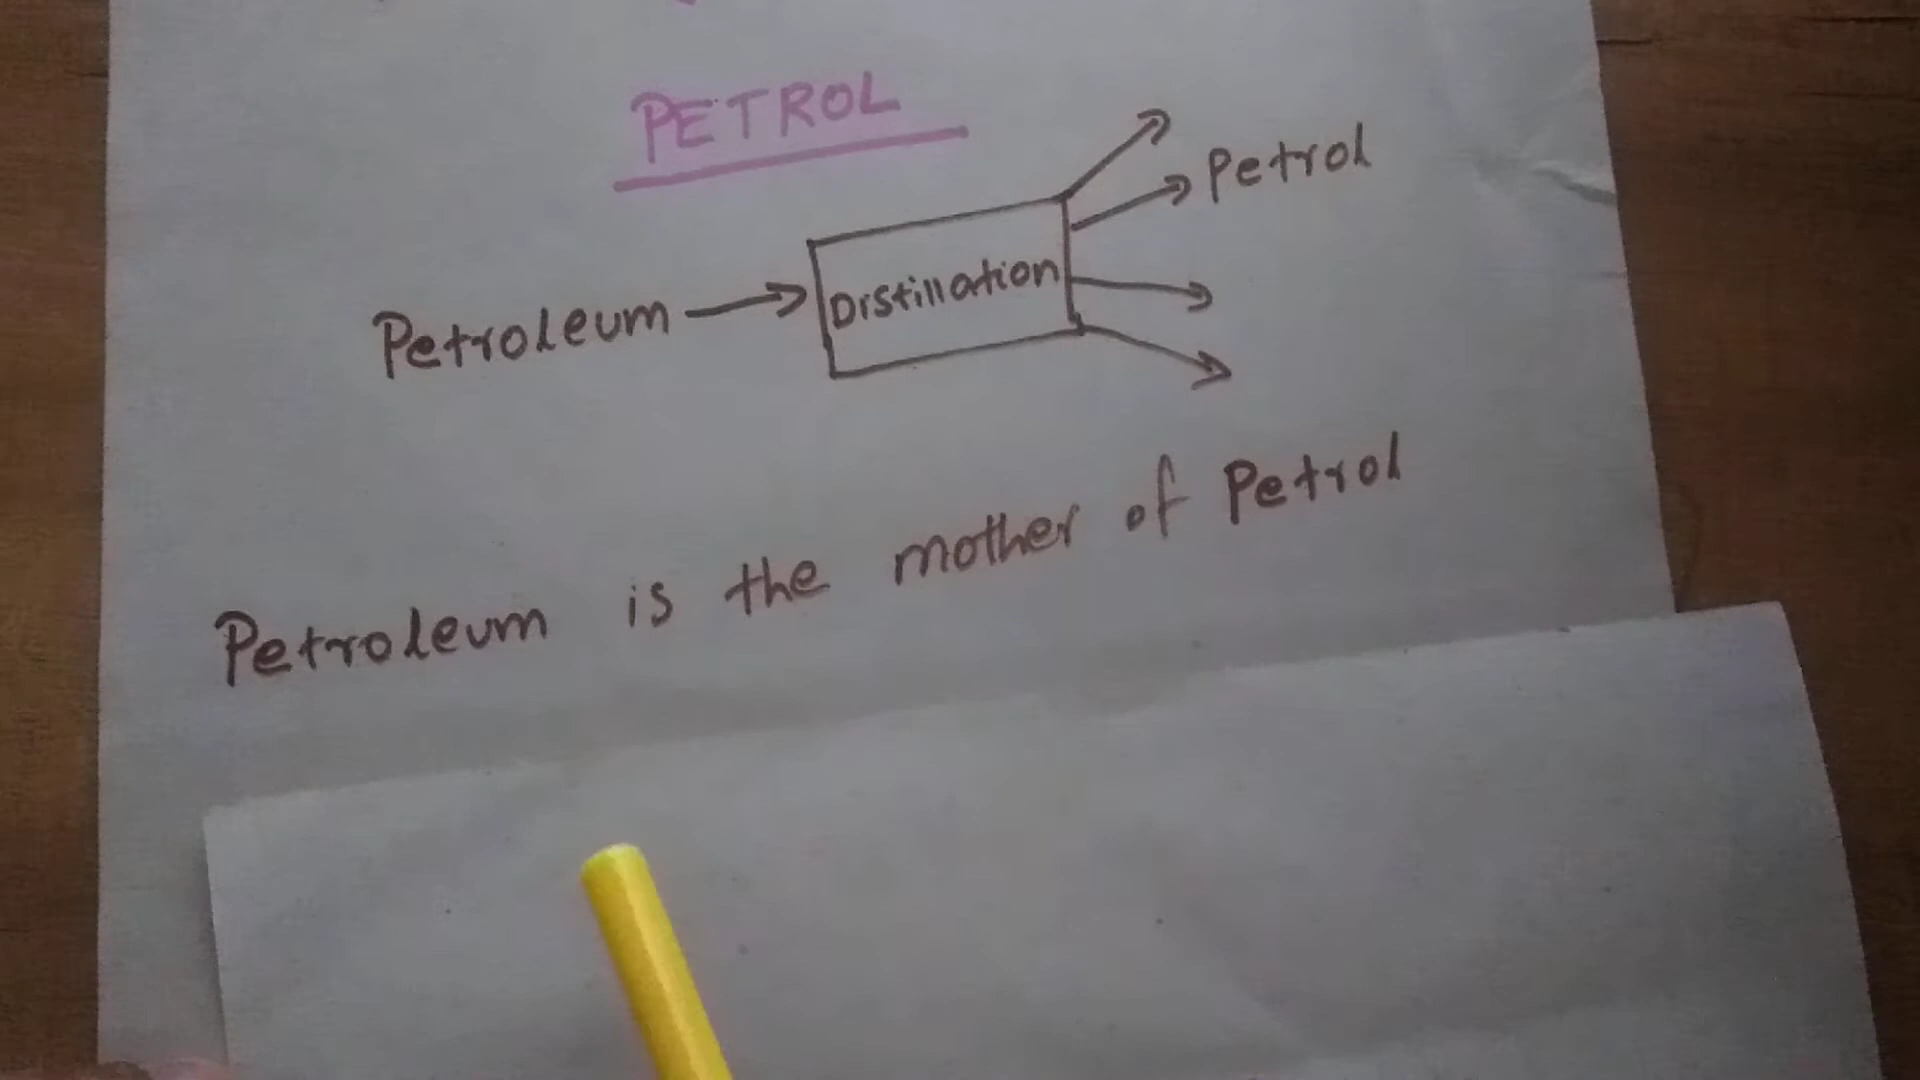 PETROL
Petrol
Petroleum → Distillation
Petroleum is the mother of Petrol